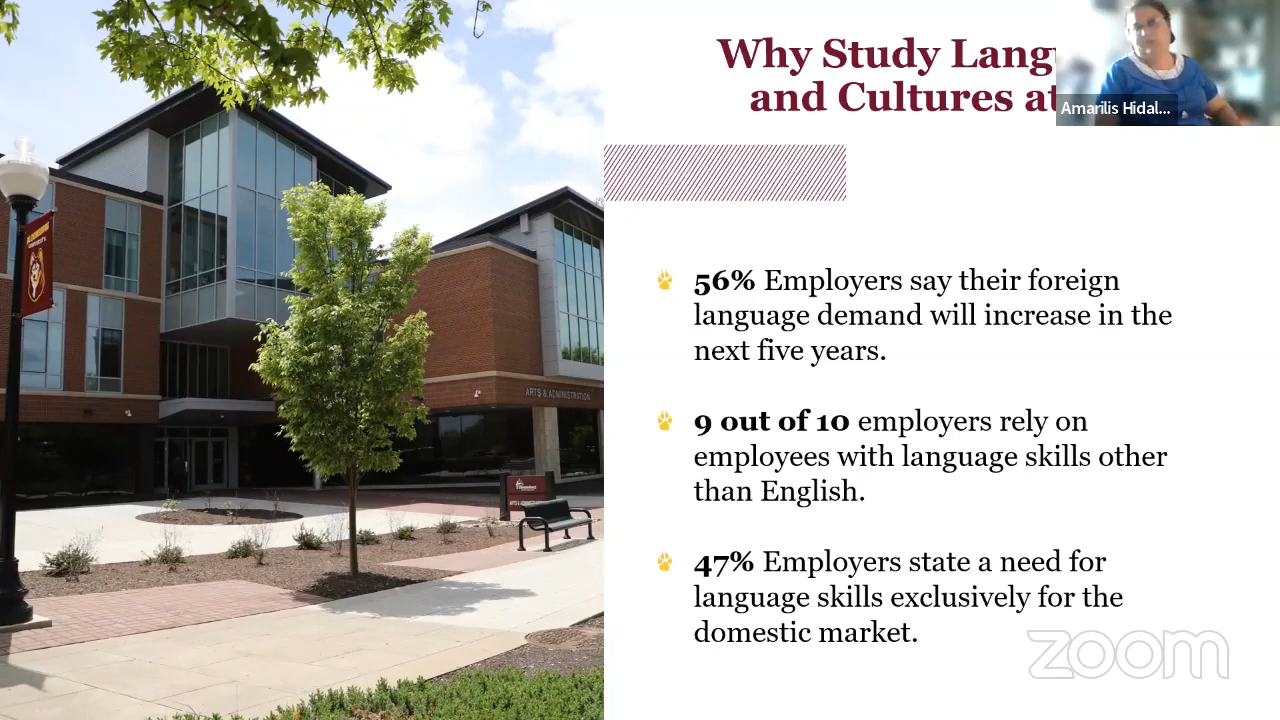 Why Study Lang
and Cultures at
Amarilis Hidal...
56% Employers say their foreign
language demand will increase in the
next five years.
9 out of 10 employers rely on
employees with language skills other
than English.
47% Employers state a need for
language skills exclusively for the
domestic market.
zoom
ARTS & ADMINISTRATION